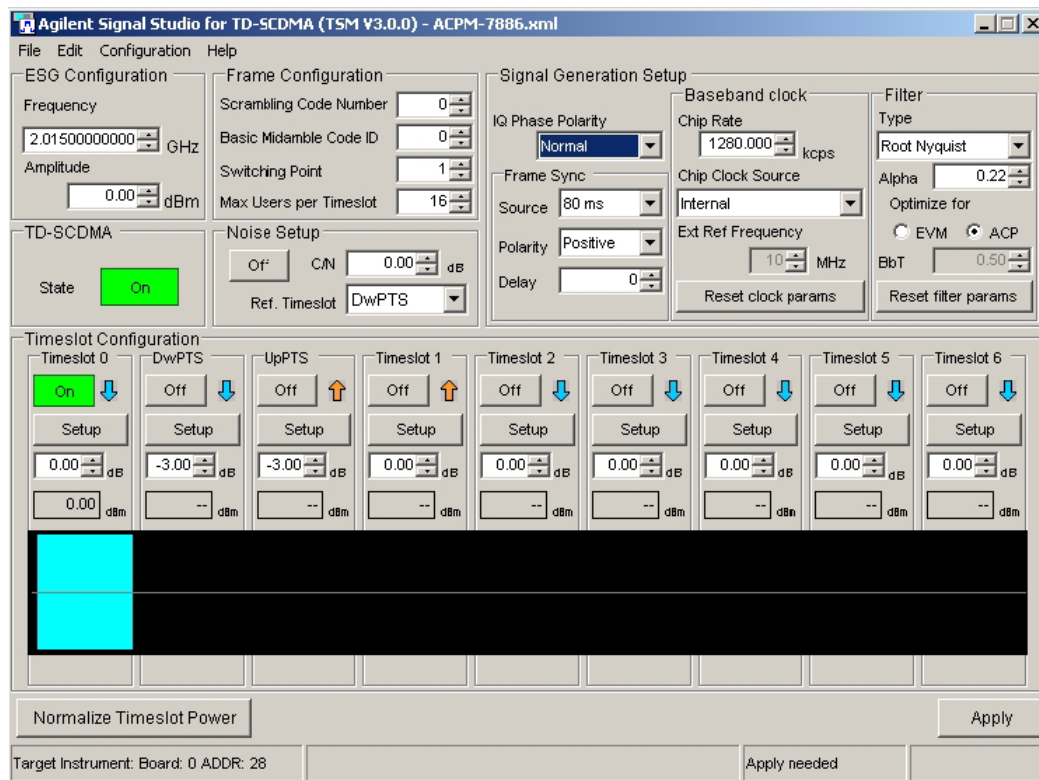 Agilent Signal Studio for TD-SCDMA (TSM V3.0.0) - ACPM-7886.xml
File Edit Configuration Help
ESG Configuration
Frequency
2.01500000000 GHz
Amplitude
0.00 dBm
TD-SCDMA
State On
Frame Configuration
Scrambling Code Number 0
Basic Midamble Code ID 0
Switching Point 1
Max Users per Timeslot 16
Noise Setup
Off C/N 0.00 dB
Ref. Timeslot DwPTS
Signal Generation Setup
IQ Phase Polarity
Normal
Frame Sync
Source 80 ms
Polarity Positive
Delay 0
Baseband clock
Chip Rate
1280.000 kcps
Chip Clock Source
Internal
Ext Ref Frequency
10 MHz
Reset clock params
Filter
Type
Root Nyquist
Alpha 0.22
Optimize for
EVM ACP
BbT 0.50
Reset filter params
Timeslot Configuration
Timeslot 0 DwPTS UpPTS Timeslot 1 Timeslot 2 Timeslot 3 Timeslot 4 Timeslot 5 Timeslot 6
On Off Off Off Off Off Off Off Off
Setup Setup Setup Setup Setup Setup Setup Setup Setup
0.00 dB -3.00 dB -3.00 dB 0.00 dB 0.00 dB 0.00 dB 0.00 dB 0.00 dB 0.00 dB
0.00 dBm -- dBm -- dBm -- dBm -- dBm -- dBm -- dBm -- dBm -- dBm
Normalize Timeslot Power Apply
Target Instrument: Board: 0 ADDR: 28 Apply needed